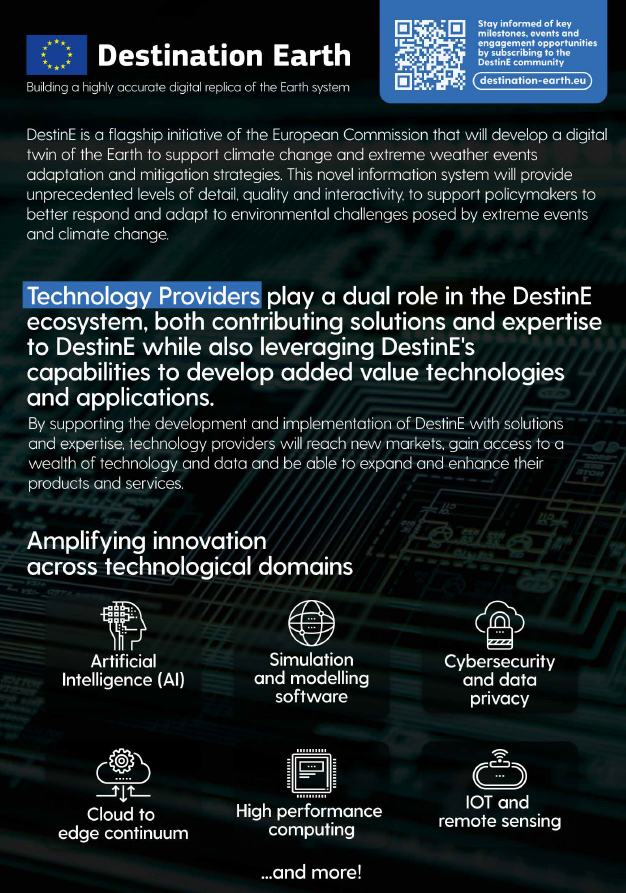 Destination Earth
Building a highly accurate digital replica of the Earth system
Stay informed of key
milestones, events and
engagement opportunities
by subscribing to the
DestinE community
destination-earth.eu
DestinE is a flagship initiative of the European Commission that will develop a digital
twin of the Earth to support climate change and extreme weather events
adaptation and mitigation strategies. This novel information system will provide
unprecedented levels of detail, quality and interactivity, to support policymakers to
better respond and adapt to environmental challenges posed by extreme events
and climate change.
Technology Providers play a dual role in the DestinE
ecosystem, both contributing solutions and expertise
to DestinE while also leveraging DestinE's
capabilities to develop added value technologies
and applications.
By supporting the development and implementation of DestinE with solutions
and expertise, technology providers will reach new markets, gain access to a
wealth of technology and data and be able to expand and enhance their
products and services.
Amplifying innovation
across technological domains
Artificial
Intelligence (AI)
Simulation
and modelling
software
Cybersecurity
and data
privacy
Cloud to
edge continuum
High performance
computing
IOT and
remote sensing
...and more!